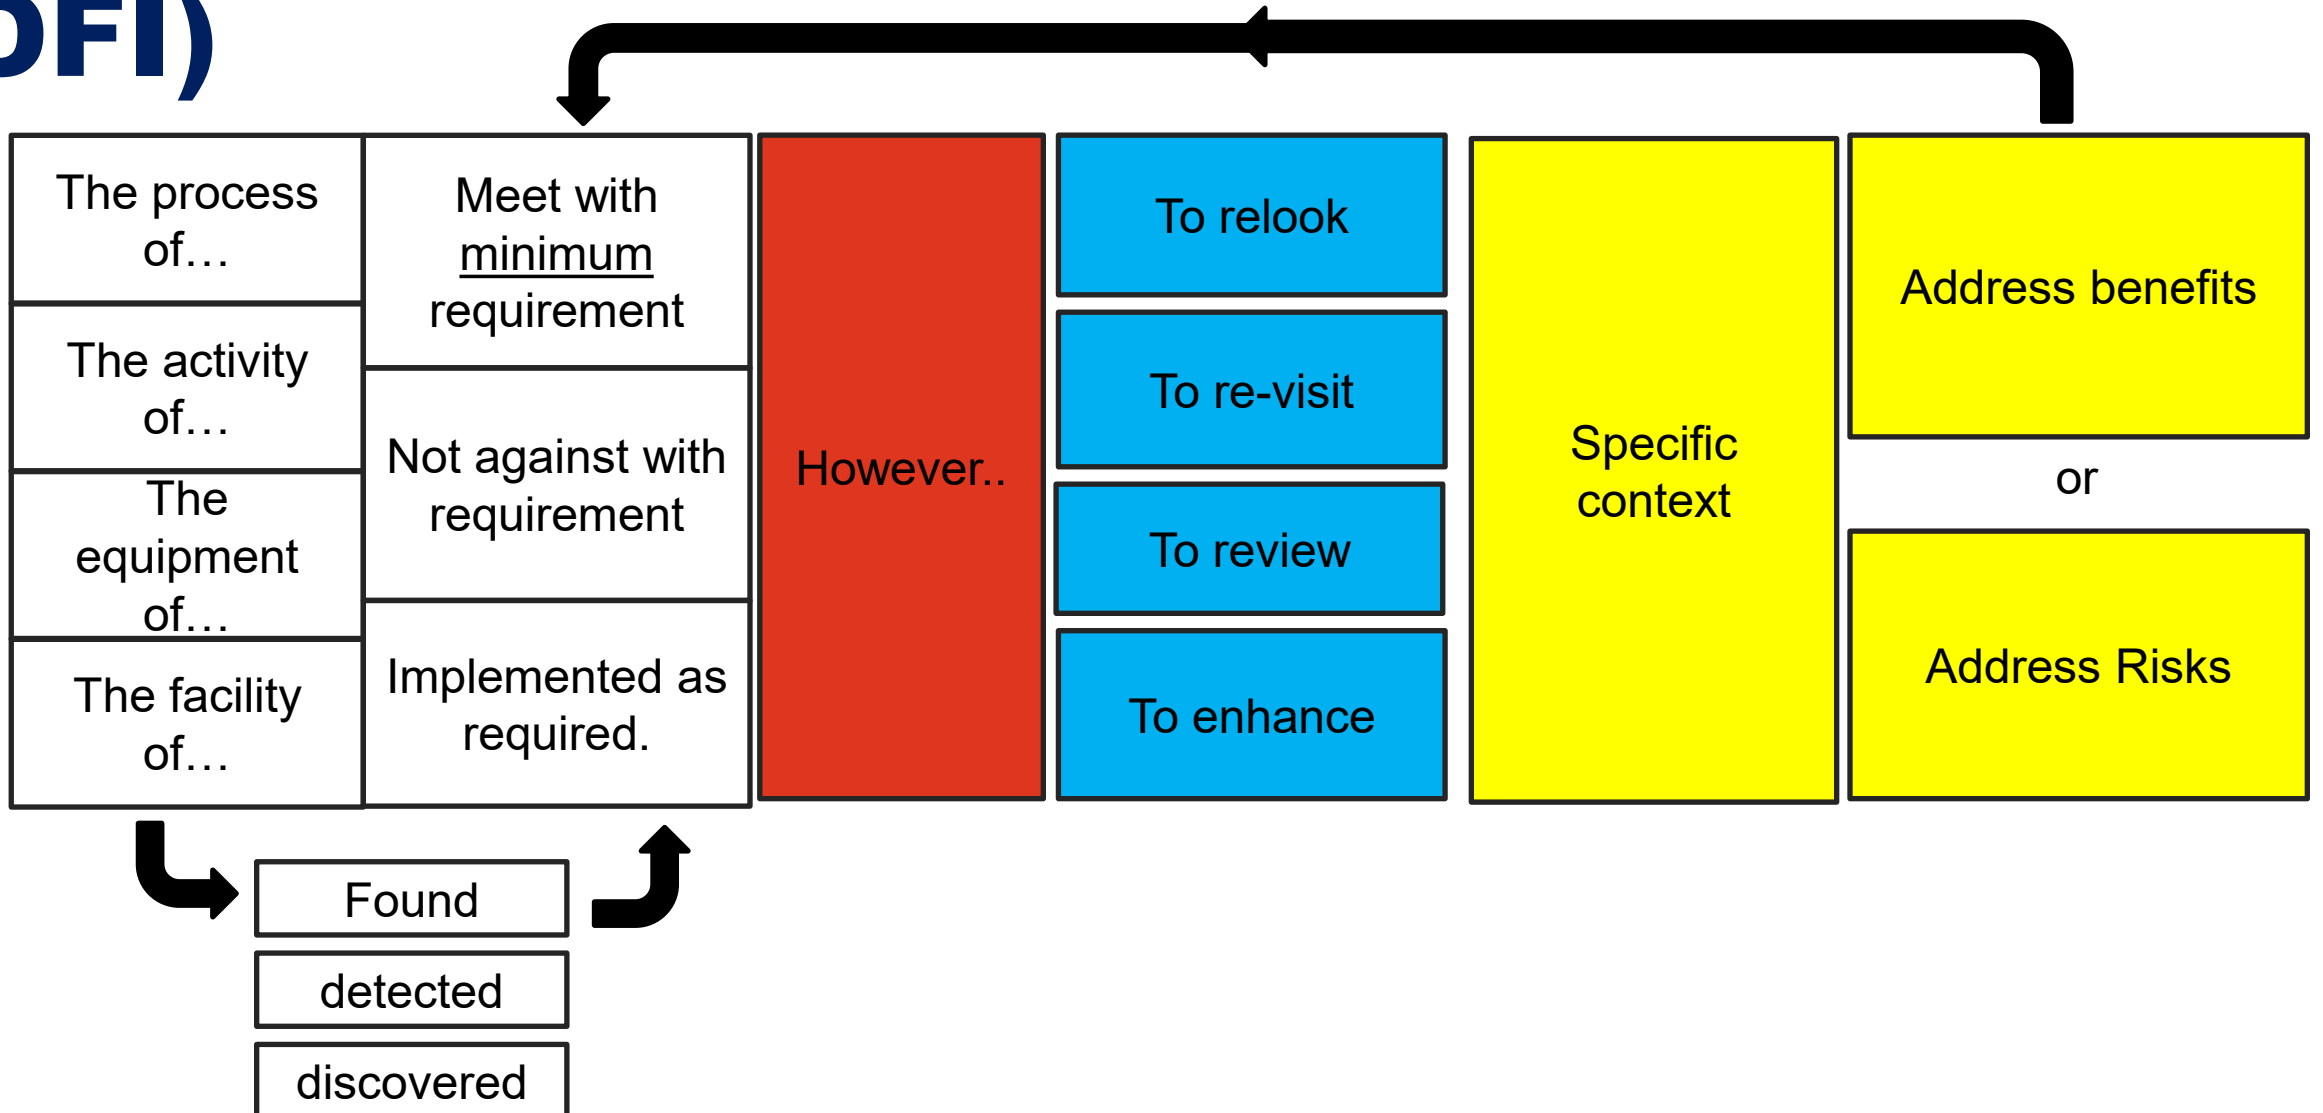 OFI)
The process
of…
The activity
of…
The
equipment
of…
The facility
of…
Meet with
minimum
requirement
Not against with
requirement
Implemented as
required.
However..
To relook
To re-visit
To review
To enhance
Specific
context
Address benefits
or
Address Risks
Found
detected
discovered